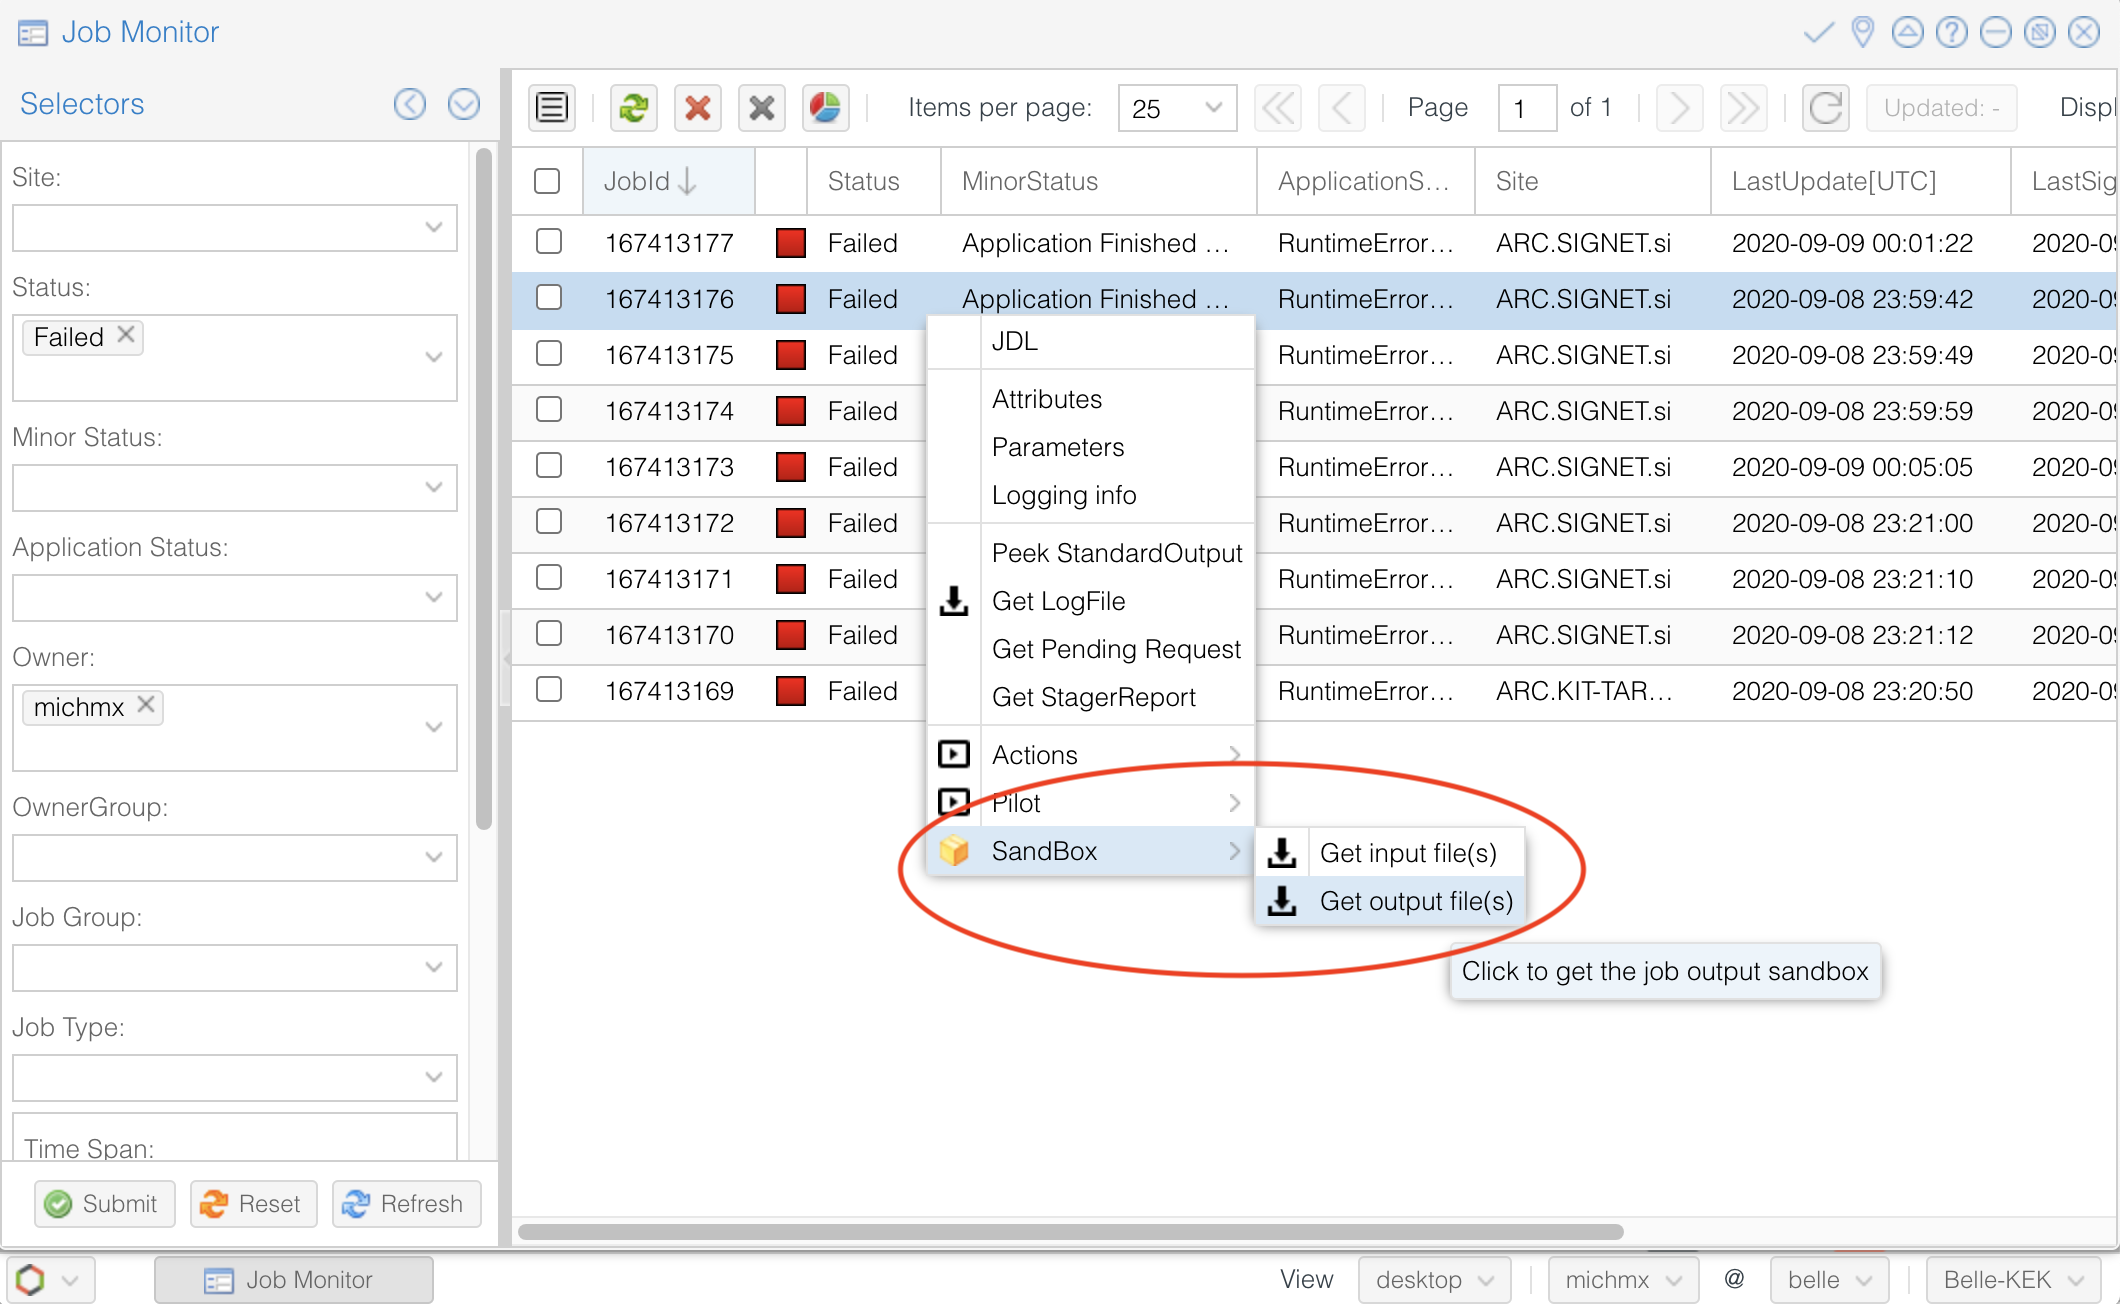 Job Monitor
Selectors
Items per page: 25 Page 1 of 1 Updated: - Displ
Site:
Status:
Failed
Minor Status:
Application Status:
Owner:
michmx
OwnerGroup:
Job Group:
Job Type:
Time Span:
Submit Reset Refresh
JobId Status MinorStatus ApplicationS... Site LastUpdate[UTC] LastSig
167413177 Failed Application Finished ... RuntimeError... ARC.SIGNET.si 2020-09-09 00:01:22 2020-09
167413176 Failed Application Finished ... RuntimeError... ARC.SIGNET.si 2020-09-08 23:59:42 2020-09
167413175 Failed RuntimeError... ARC.SIGNET.si 2020-09-08 23:59:49 2020-09
167413174 Failed RuntimeError... ARC.SIGNET.si 2020-09-08 23:59:59 2020-09
167413173 Failed RuntimeError... ARC.SIGNET.si 2020-09-09 00:05:05 2020-09
167413172 Failed RuntimeError... ARC.SIGNET.si 2020-09-08 23:21:00 2020-09
167413171 Failed RuntimeError... ARC.SIGNET.si 2020-09-08 23:21:10 2020-09
167413170 Failed RuntimeError... ARC.SIGNET.si 2020-09-08 23:21:12 2020-09
167413169 Failed RuntimeError... ARC.KIT-TAR... 2020-09-08 23:20:50 2020-09
JDL
Attributes
Parameters
Logging info
Peek StandardOutput
Get LogFile
Get Pending Request
Get StagerReport
Actions
Pilot
SandBox
Get input file(s)
Get output file(s)
Click to get the job output sandbox
Job Monitor View desktop michmx @ belle Belle-KEK